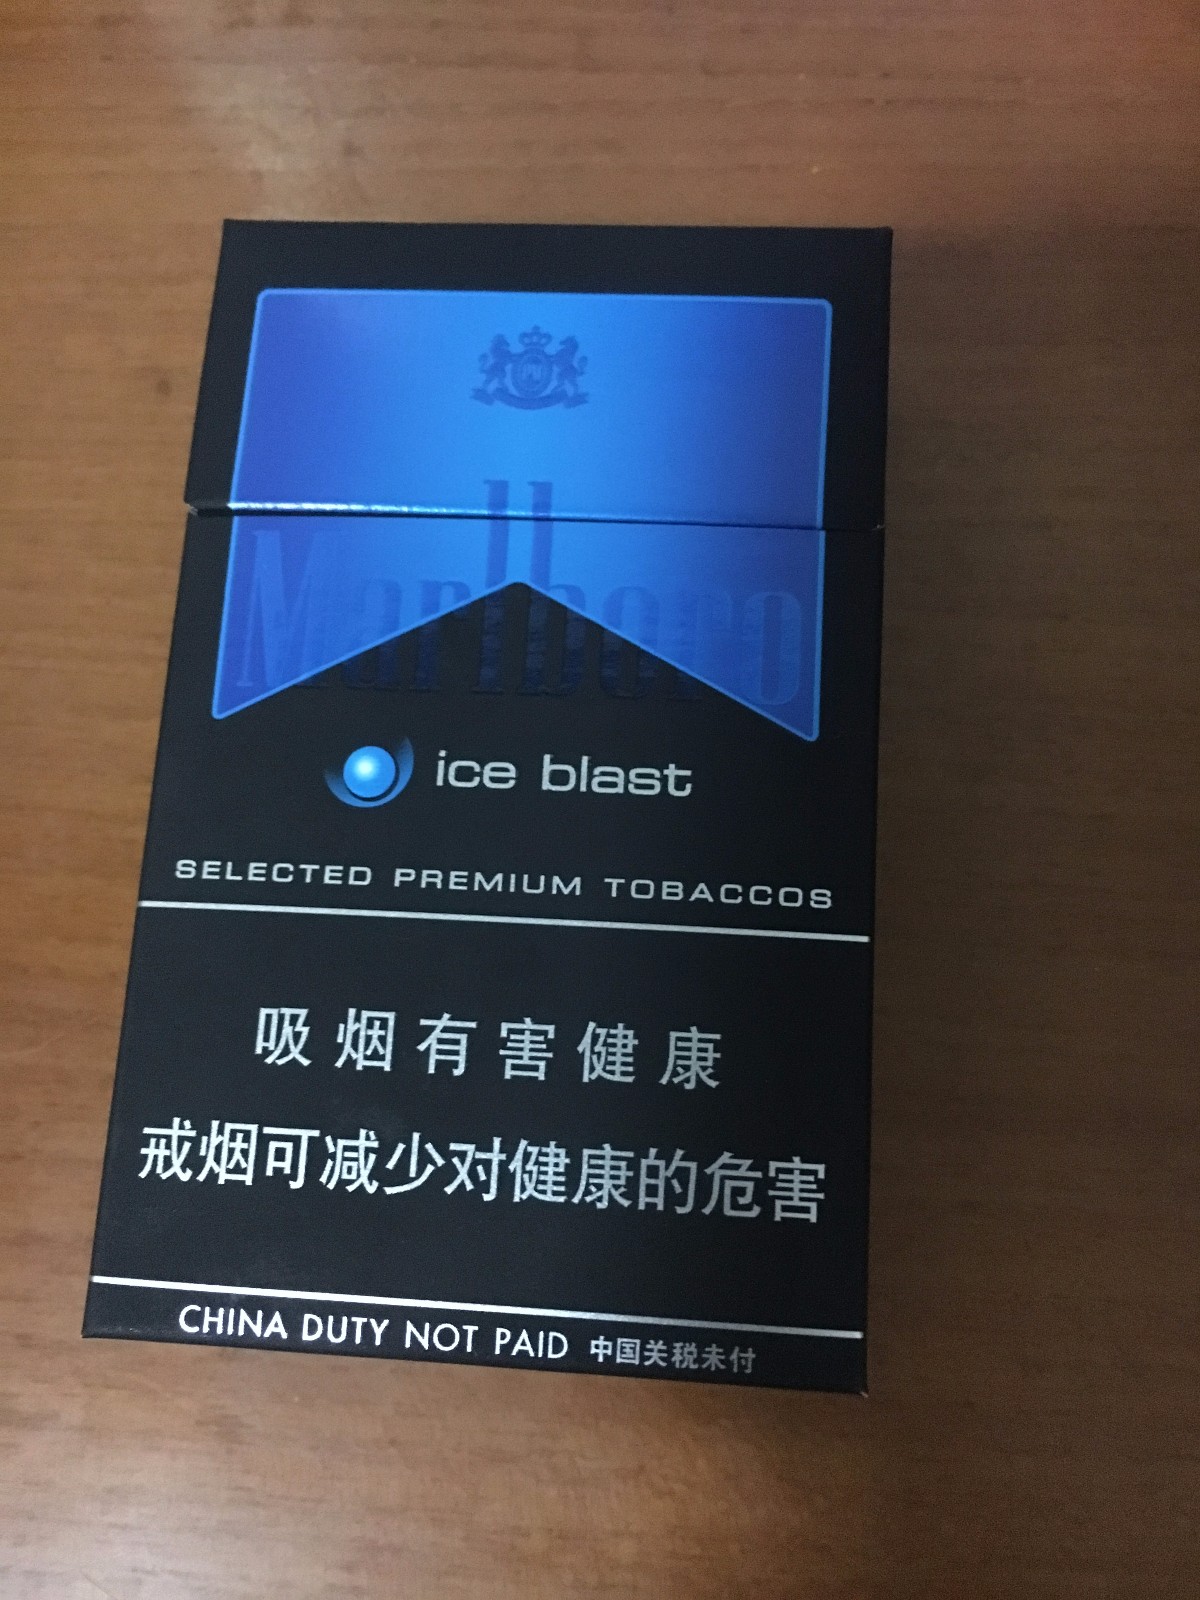 PM
Marlboro
ice blast
SELECTED PREMIUM TOBACCOS
吸烟有害健康
戒烟可减少对健康的危害
CHINA DUTY NOT PAID 中国关税未付